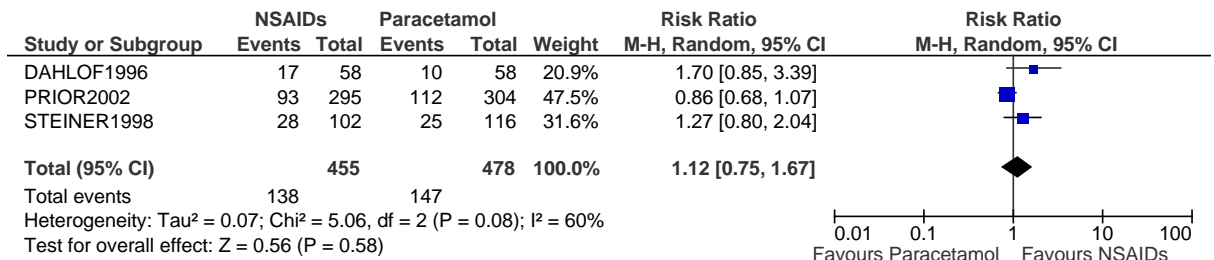 NSAIDs Paracetamol Risk Ratio Risk Ratio
Study or Subgroup Events Total Events Total Weight M-H, Random, 95% CI M-H, Random, 95% CI
DAHLOF1996 17 58 10 58 20.9% 1.70 [0.85, 3.39]
PRIOR2002 93 295 112 304 47.5% 0.86 [0.68, 1.07]
STEINER1998 28 102 25 116 31.6% 1.27 [0.80, 2.04]
Total (95% CI) 455 478 100.0% 1.12 [0.75, 1.67]
Total events 138 147
Heterogeneity: Tau² = 0.07; Chi² = 5.06, df = 2 (P = 0.08); I² = 60%
Test for overall effect: Z = 0.56 (P = 0.58)
0.01 0.1 1 10 100
Favours Paracetamol Favours NSAIDs